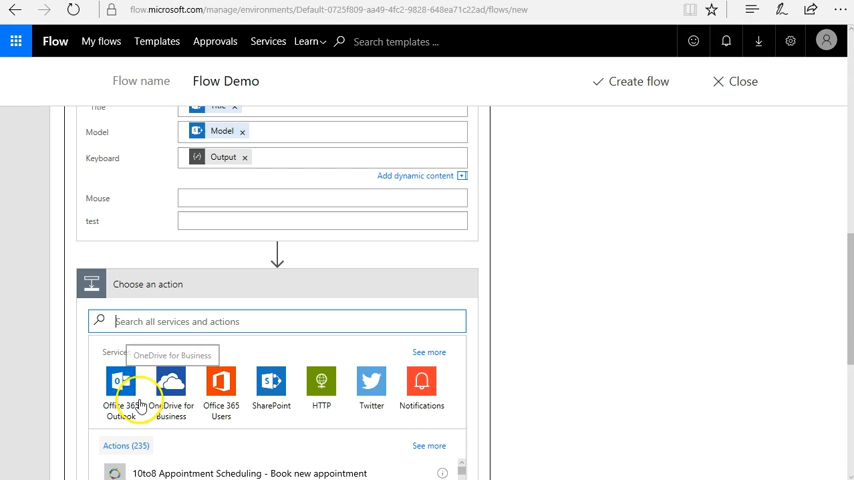 flow.microsoft.com/manage/environments/Default-0725f809-aa49-4fc2-9828-648ea71c22ad/flows/new
Flow My flows Templates Approvals Services Learn Search templates ...
Flow name Flow Demo Create flow Close
Title Title x
Model Model x
Keyboard Output x
Add dynamic content
Mouse
test
Choose an action
Search all services and actions
Services See more
OneDrive for Business
Office 365 Outlook
OneDrive for Business
Office 365 Users
SharePoint
HTTP
Twitter
Notifications
Actions (235) See more
10to8 Appointment Scheduling - Book new appointment